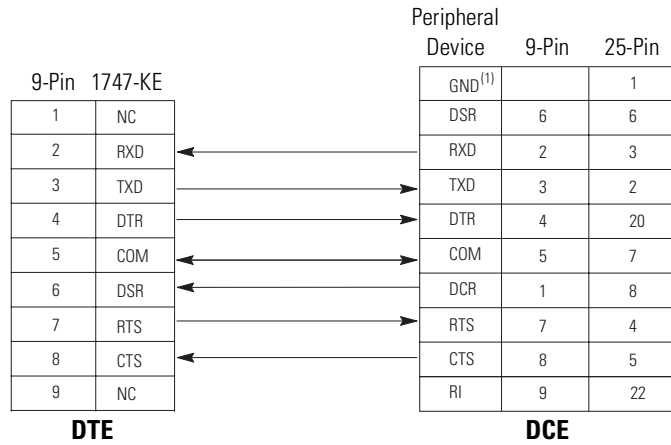 Peripheral
Device 9-Pin 25-Pin
9-Pin 1747-KE
GND(1) 1
1 NC DSR 6 6
2 RXD RXD 2 3
3 TXD TXD 3 2
4 DTR DTR 4 20
5 COM COM 5 7
6 DSR DCR 1 8
7 RTS RTS 7 4
8 CTS CTS 8 5
9 NC RI 9 22
DTE DCE